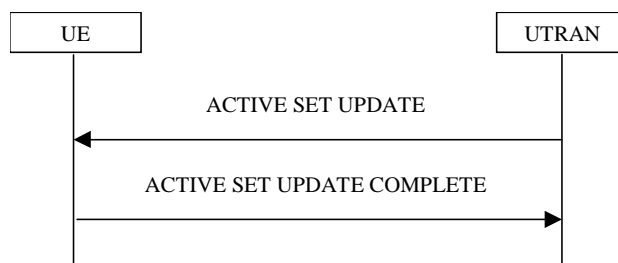 UE
UTRAN
ACTIVE SET UPDATE
ACTIVE SET UPDATE COMPLETE